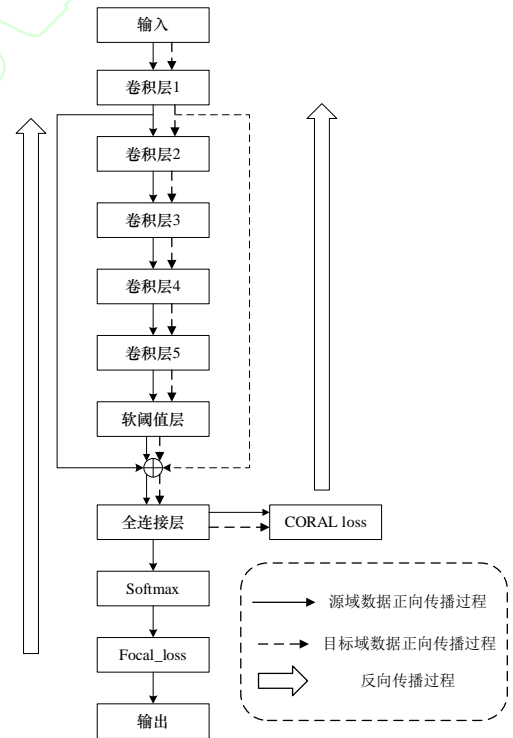 输入
卷积层1
卷积层2
卷积层3
卷积层4
卷积层5
软阈值层
全连接层
CORAL loss
Softmax
Focal_loss
输出
源域数据正向传播过程
目标域数据正向传播过程
反向传播过程